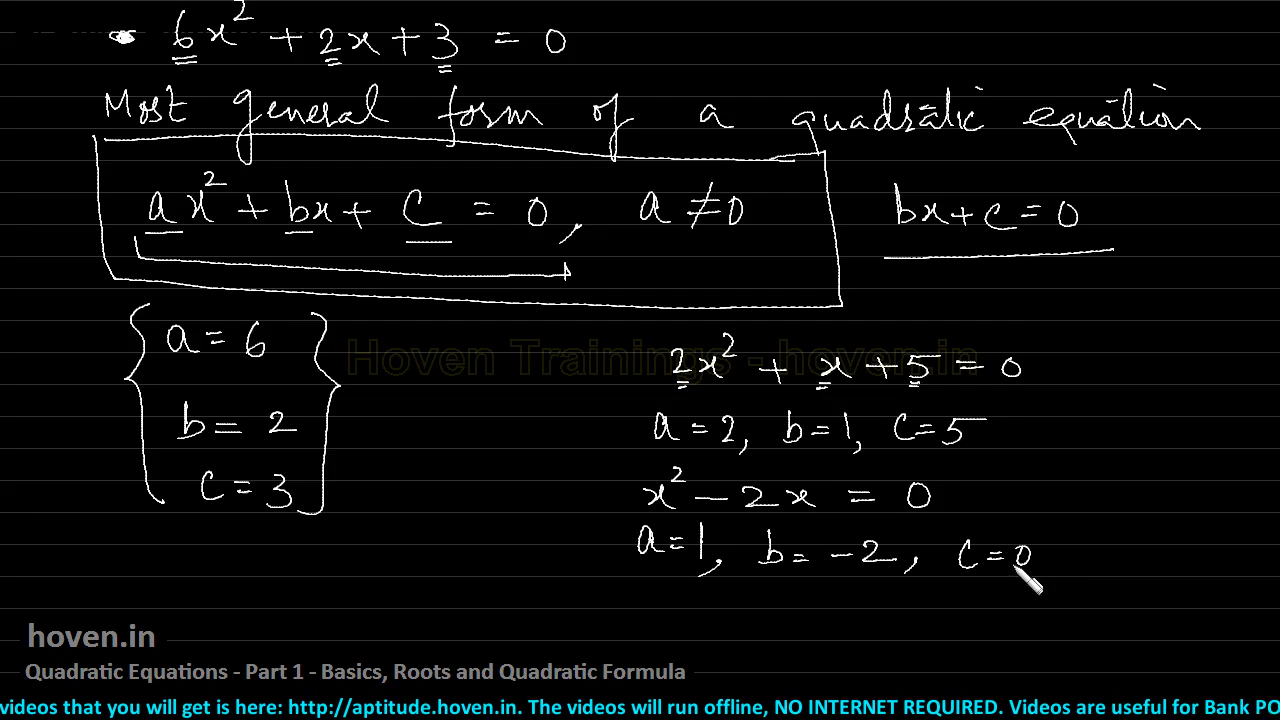 6x² + 2x + 3 = 0
Most general form of a quadratic equation
ax² + bx + c = 0, a ≠ 0
bx + c = 0
a = 6
b = 2
c = 3
Hoven Trainings - hoven.in
2x² + x + 5 = 0
a = 2, b = 1, c = 5
x² - 2x = 0
a = 1, b = -2, c = 0
hoven.in
Quadratic Equations - Part 1 - Basics, Roots and Quadratic Formula
videos that you will get is here: http://aptitude.hoven.in. The videos will run offline, NO INTERNET REQUIRED. Videos are useful for Bank PO